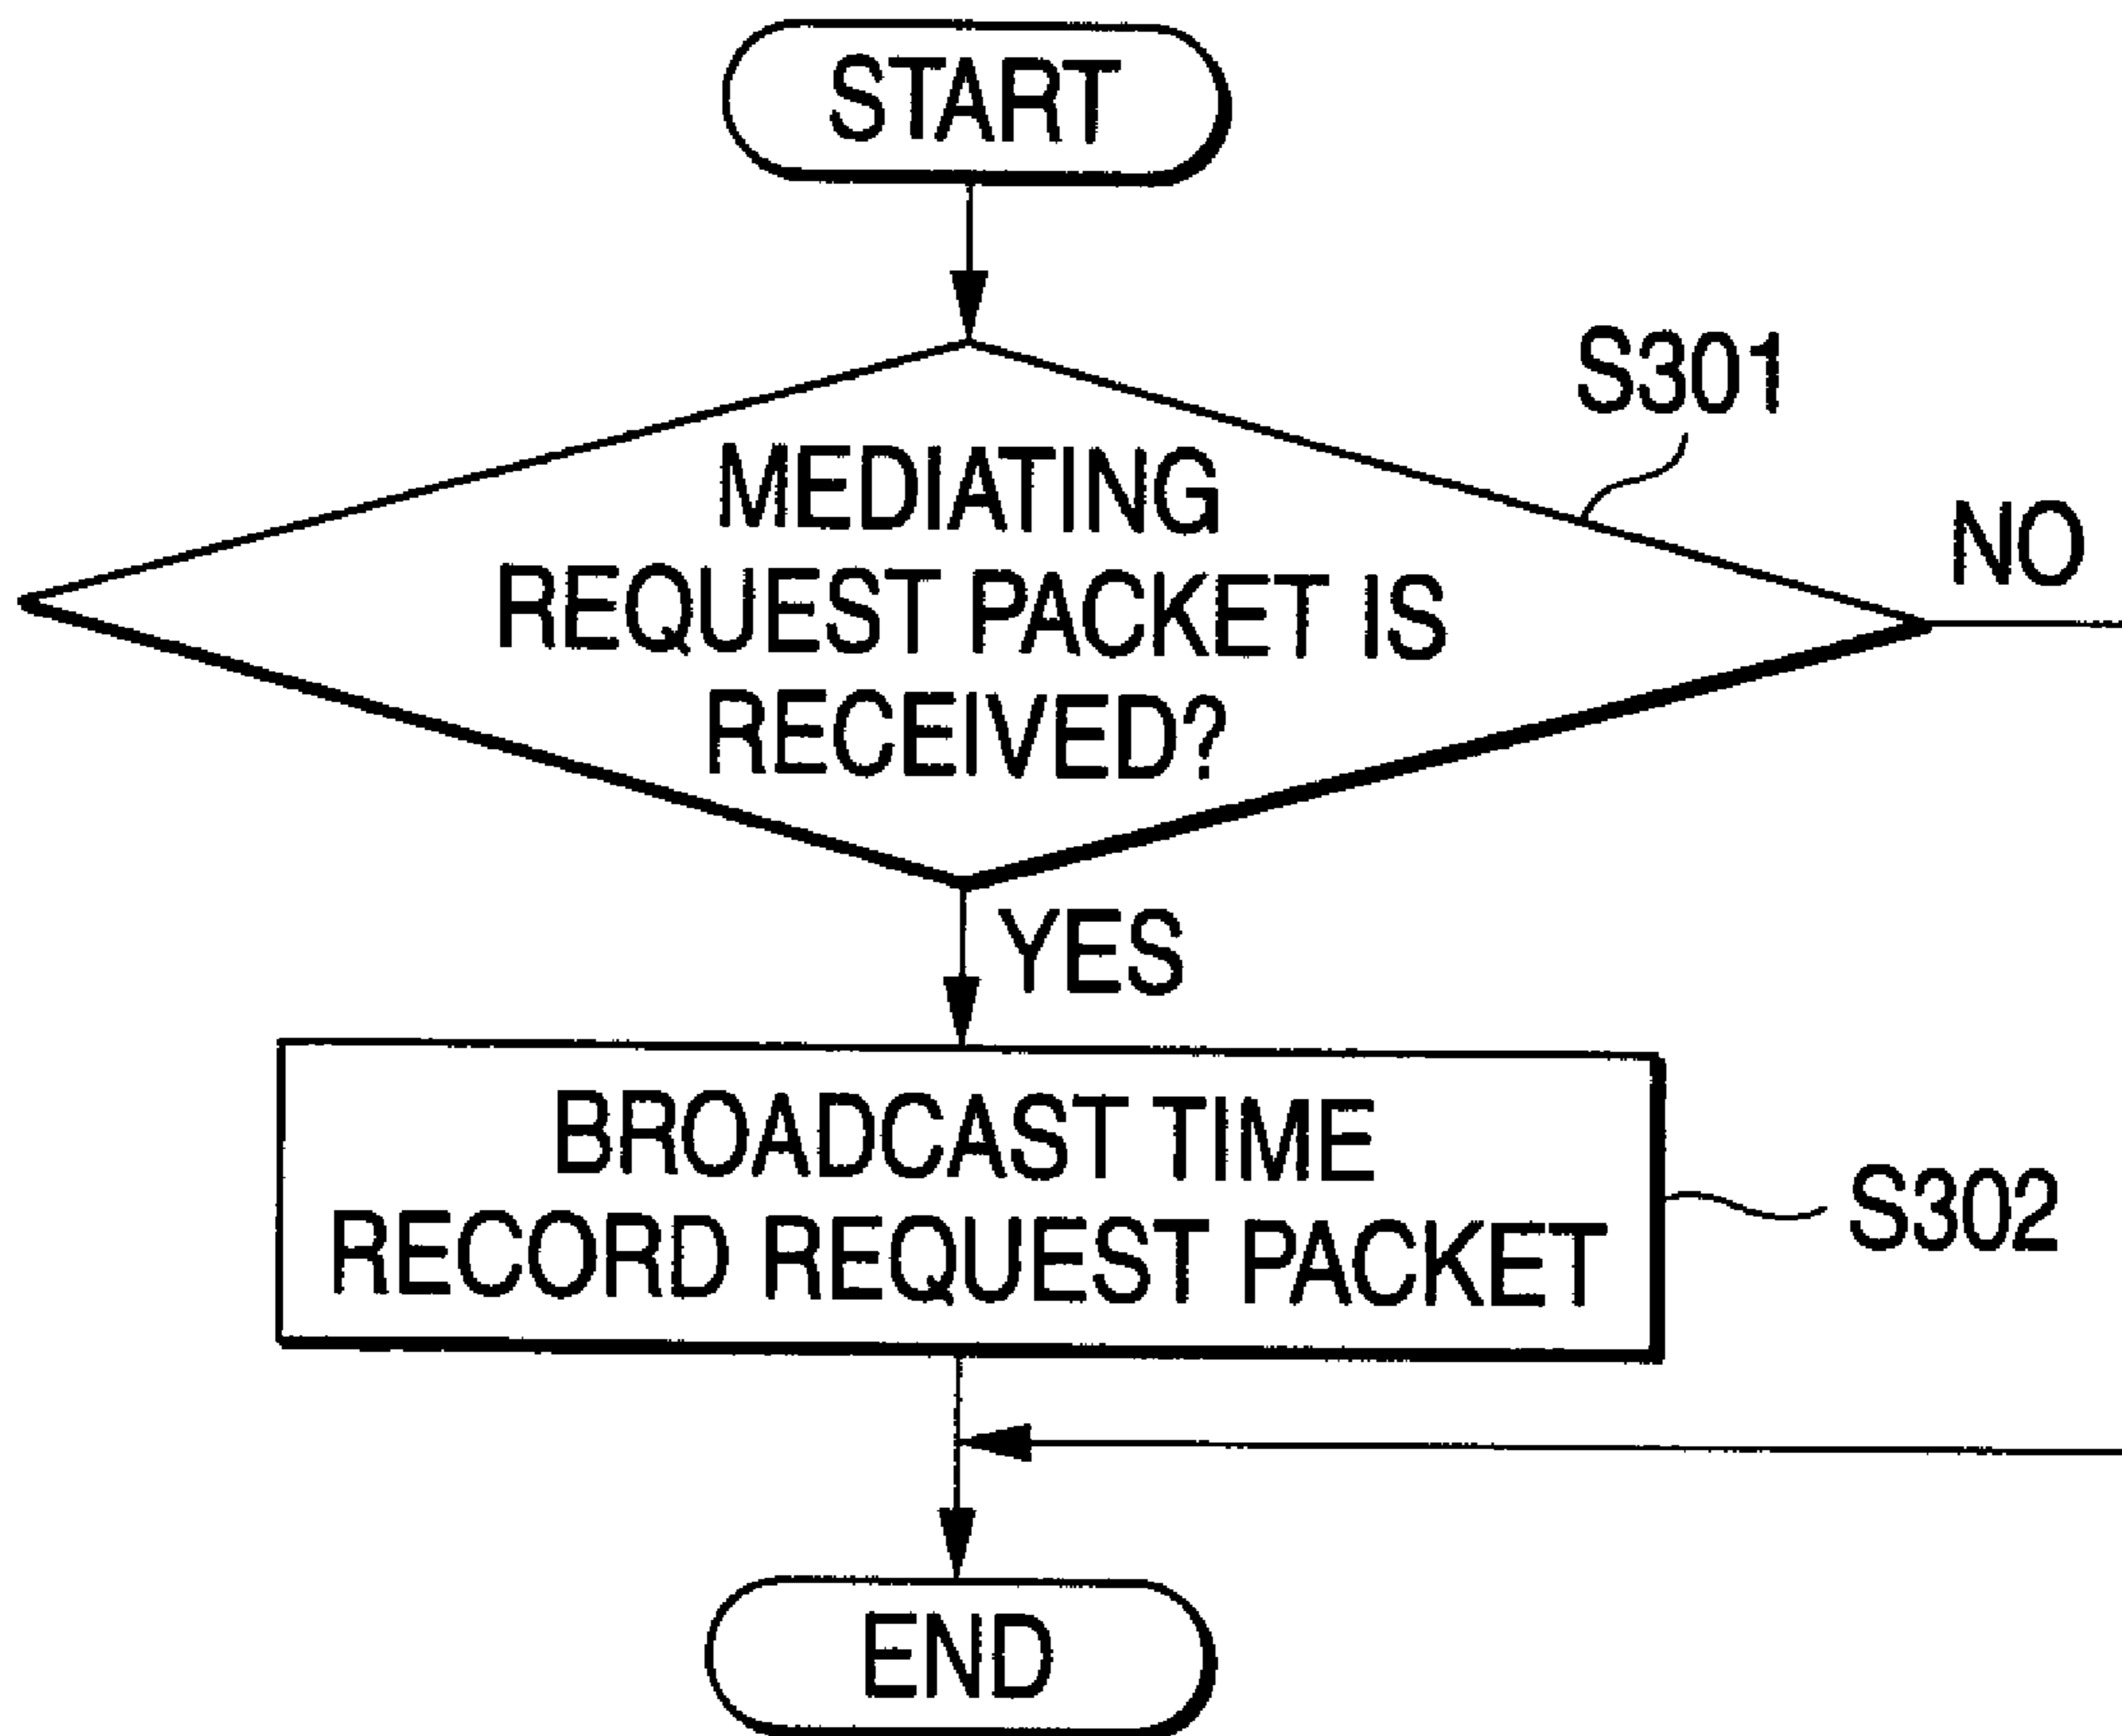 START
S301
MEDIATING
REQUEST PACKET IS
RECEIVED?
NO
YES
BROADCAST TIME
RECORD REQUEST PACKET
S302
END